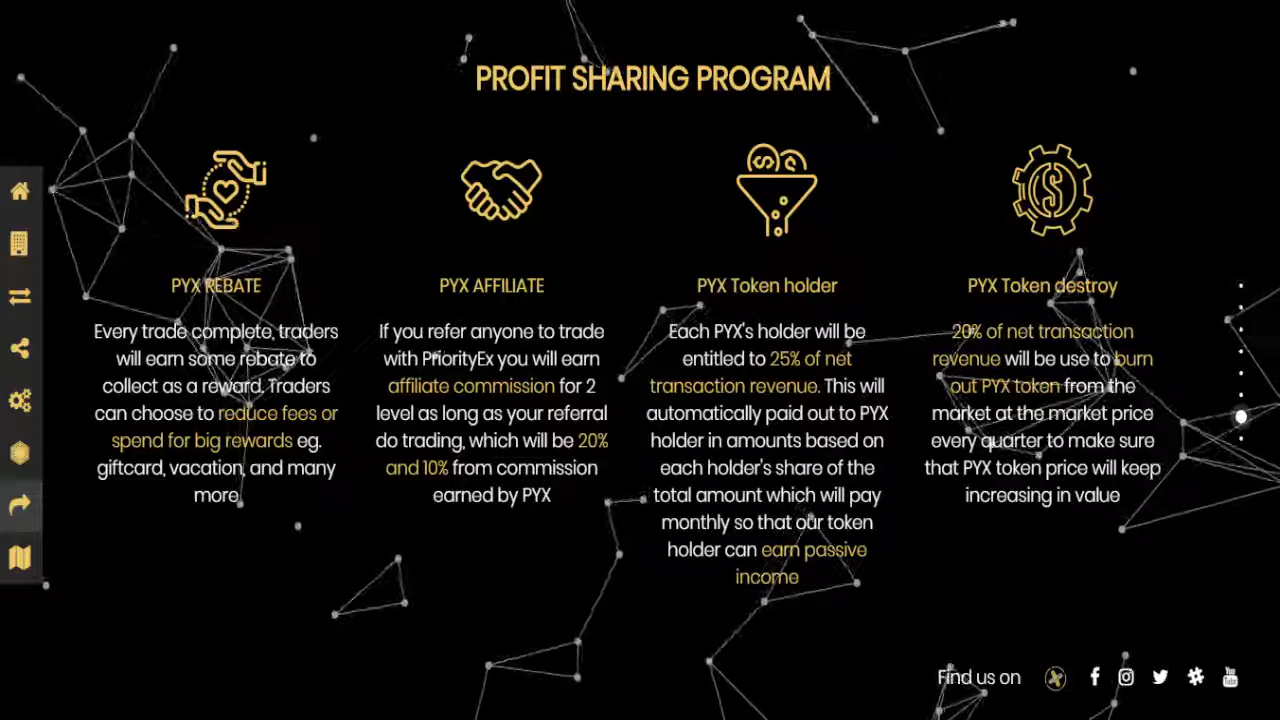 PROFIT SHARING PROGRAM
PYX REBATE
Every trade complete, traders
will earn some rebate to
collect as a reward. Traders
can choose to reduce fees or
spend for big rewards eg.
giftcard, vacation, and many
more.
PYX AFFILIATE
If you refer anyone to trade
with PriorityEx you will earn
affiliate commission for 2
level as long as your referral
do trading, which will be 20%
and 10% from commission
earned by PYX
PYX Token holder
Each PYX's holder will be
entitled to 25% of net
transaction revenue. This will
automatically paid out to PYX
holder in amounts based on
each holder's share of the
total amount which will pay
monthly so that our token
holder can earn passive
income
PYX Token destroy
20% of net transaction
revenue will be use to burn
out PYX token from the
market at the market price
every quarter to make sure
that PYX token price will keep
increasing in value
Find us on
You
Tube